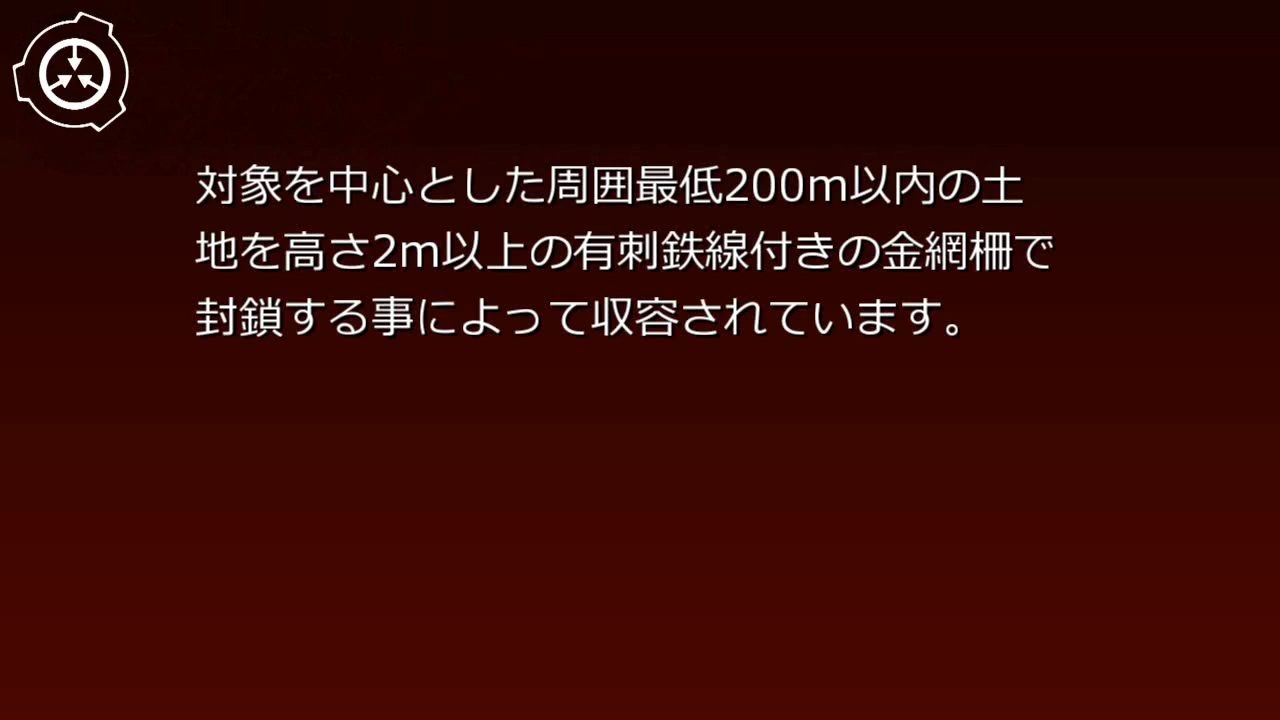 対象を中心とした周囲最低200m以内の土
地を高さ2m以上の有刺鉄線付きの金網柵で
封鎖する事によって収容されています。